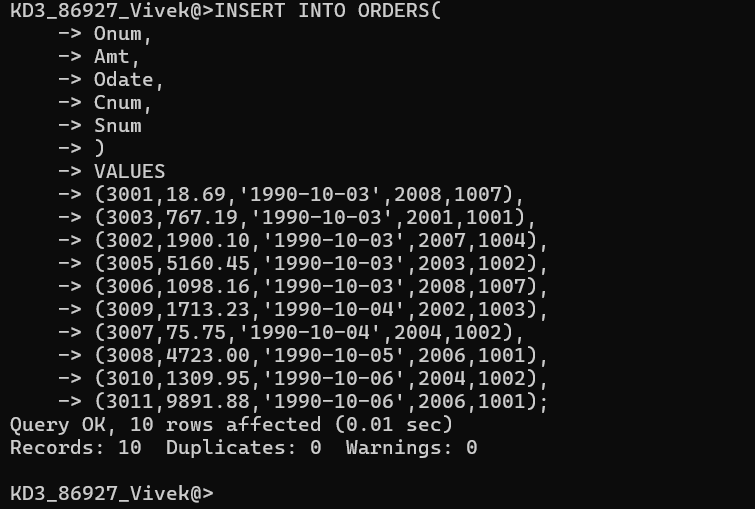 KD3_86927_Vivek@>INSERT INTO ORDERS(
    -> Onum,
    -> Amt,
    -> Odate,
    -> Cnum,
    -> Snum
    -> )
    -> VALUES
    -> (3001,18.69,'1990-10-03',2008,1007),
    -> (3003,767.19,'1990-10-03',2001,1001),
    -> (3002,1900.10,'1990-10-03',2007,1004),
    -> (3005,5160.45,'1990-10-03',2003,1002),
    -> (3006,1098.16,'1990-10-03',2008,1007),
    -> (3009,1713.23,'1990-10-04',2002,1003),
    -> (3007,75.75,'1990-10-04',2004,1002),
    -> (3008,4723.00,'1990-10-05',2006,1001),
    -> (3010,1309.95,'1990-10-06',2004,1002),
    -> (3011,9891.88,'1990-10-06',2006,1001);
Query OK, 10 rows affected (0.01 sec)
Records: 10  Duplicates: 0  Warnings: 0

KD3_86927_Vivek@>